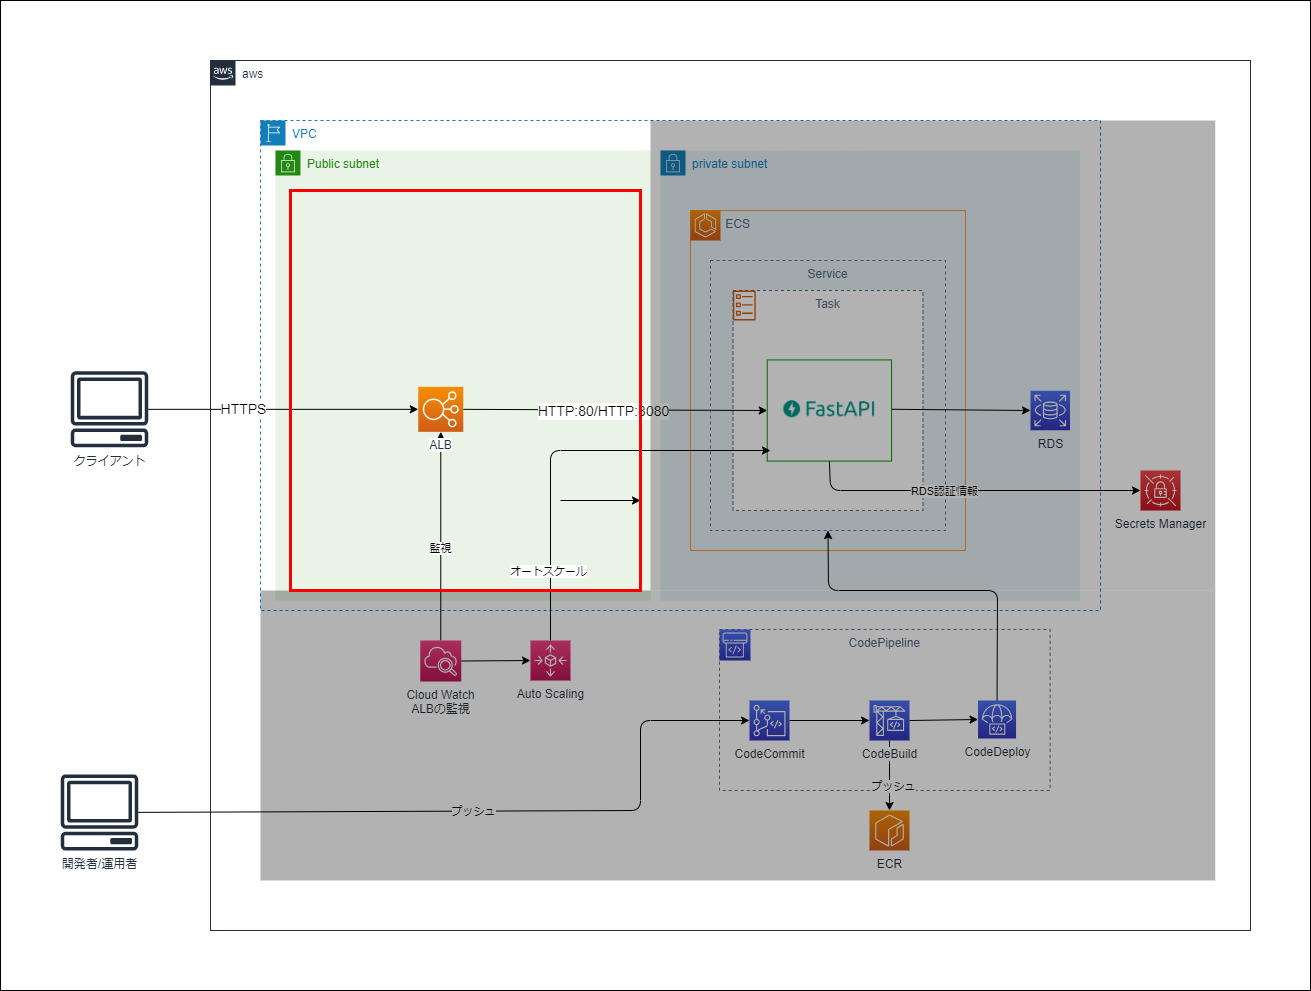 aws
aws
VPC
Public subnet
private subnet
ECS
Service
Task
HTTPS
HTTP:80/HTTP:8080
FastAPI
ALB
RDS
クライアント
RDS認証情報
Secrets Manager
監視
オートスケール
CodePipeline
Cloud Watch
ALBの監視
Auto Scaling
CodeCommit
CodeBuild
CodeDeploy
プッシュ
プッシュ
開発者/運用者
ECR